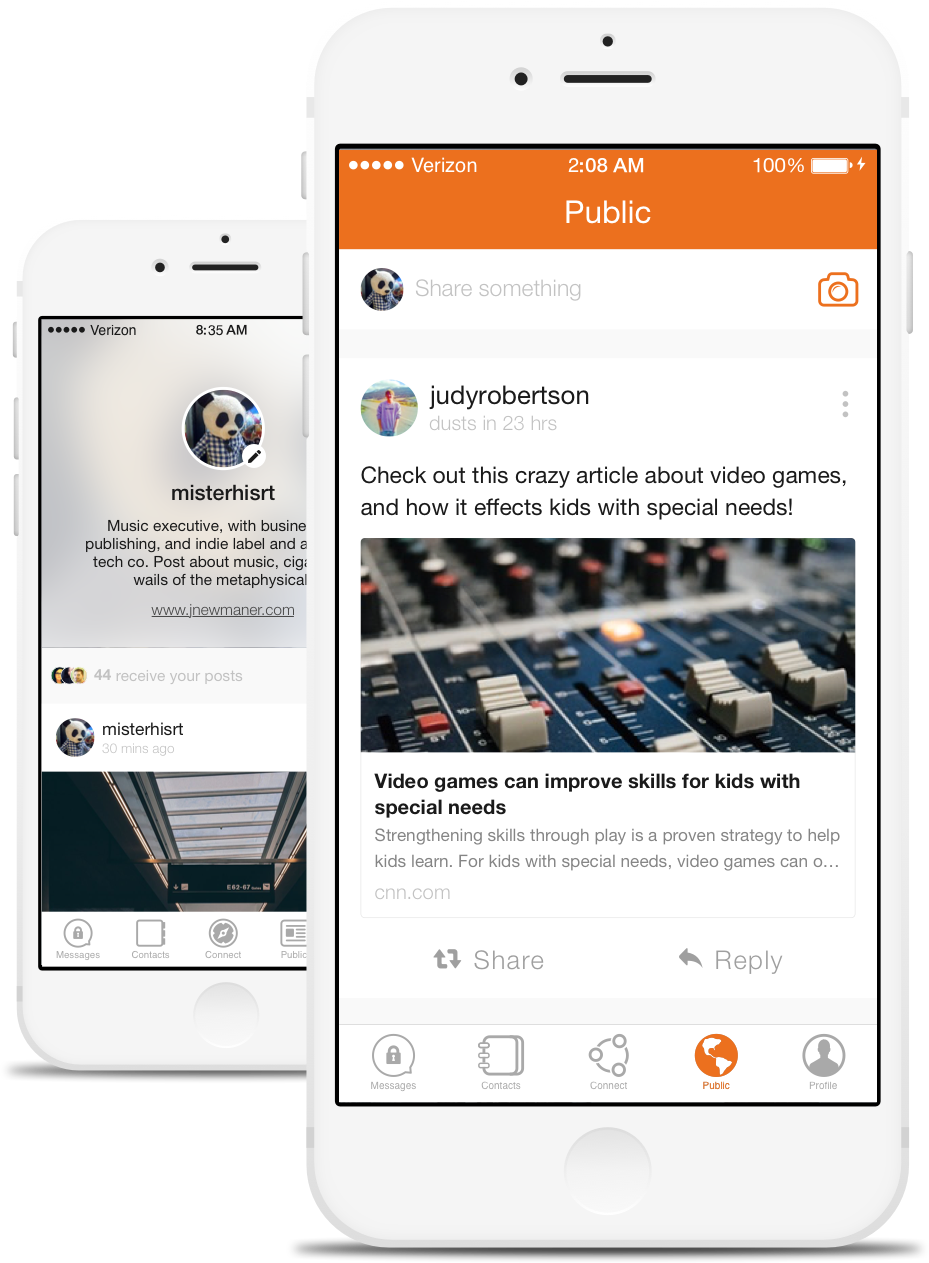 Verizon
8:35 AM
misterhisrt
Music executive, with busine
publishing, and indie label and a
tech co. Post about music, ciga
wails of the metaphysical
www.jnewmaner.com
44 receive your posts
misterhisrt
30 mins ago
E62-67
Messages
Contacts
Connect
Public
Verizon
2:08 AM
100%
Public
Share something
judyrobertson
dusts in 23 hrs
Check out this crazy article about video games,
and how it effects kids with special needs!
Video games can improve skills for kids with
special needs
Strengthening skills through play is a proven strategy to help
kids learn. For kids with special needs, video games can o...
cnn.com
Share
Reply
Messages
Contacts
Connect
Public
Profile